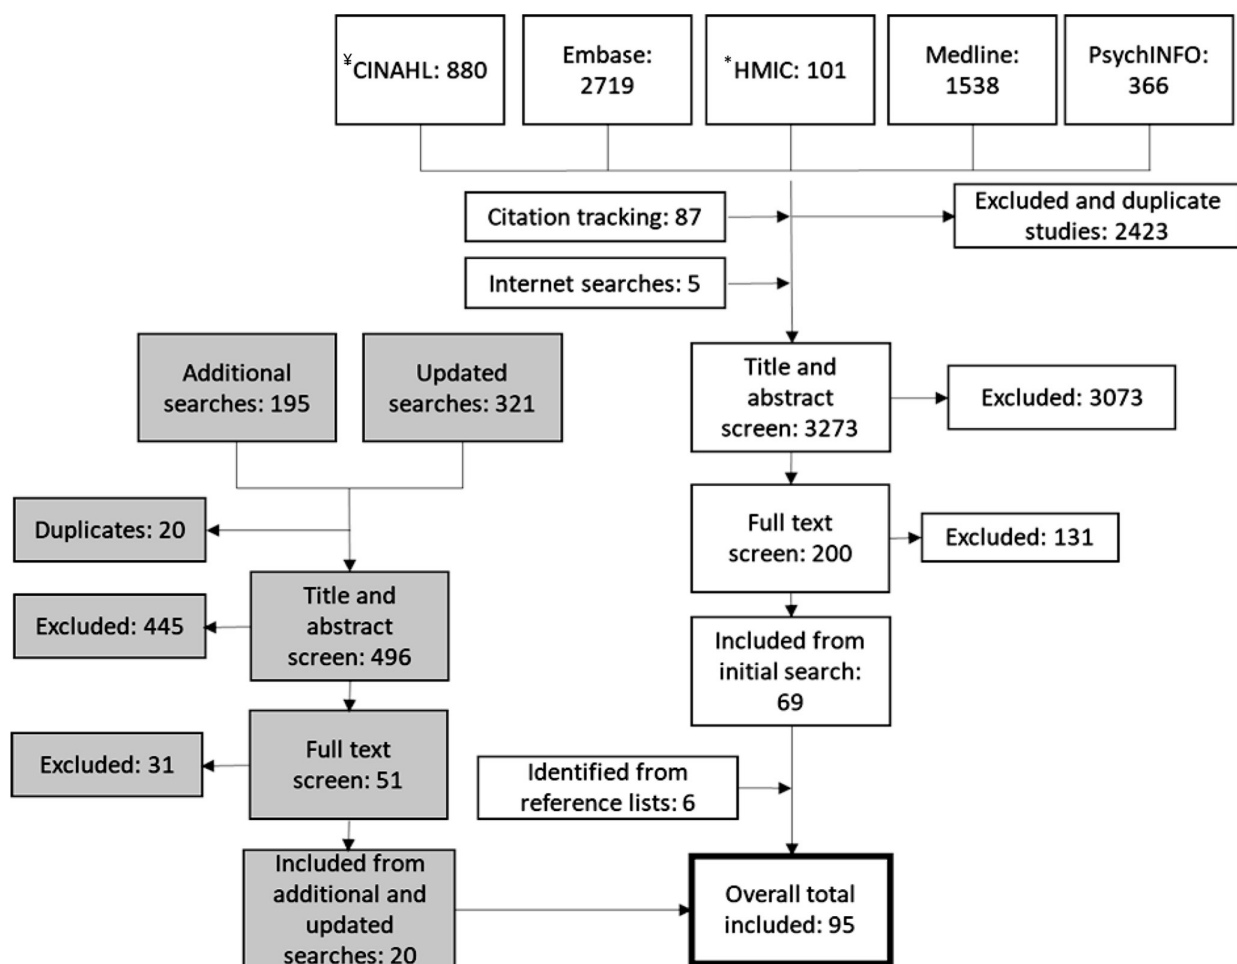 ¥CINAHL: 880
Embase:
2719
*HMIC: 101
Medline:
1538
PsychINFO:
366
Citation tracking: 87
Excluded and duplicate
studies: 2423
Internet searches: 5
Additional
searches: 195
Updated
searches: 321
Title and
abstract
screen: 3273
Excluded: 3073
Duplicates: 20
Full text
screen: 200
Excluded: 131
Title and
abstract
screen: 496
Excluded: 445
Included from
initial search:
69
Full text
screen: 51
Excluded: 31
Identified from
reference lists: 6
Included from
additional and
updated
searches: 20
Overall total
included: 95